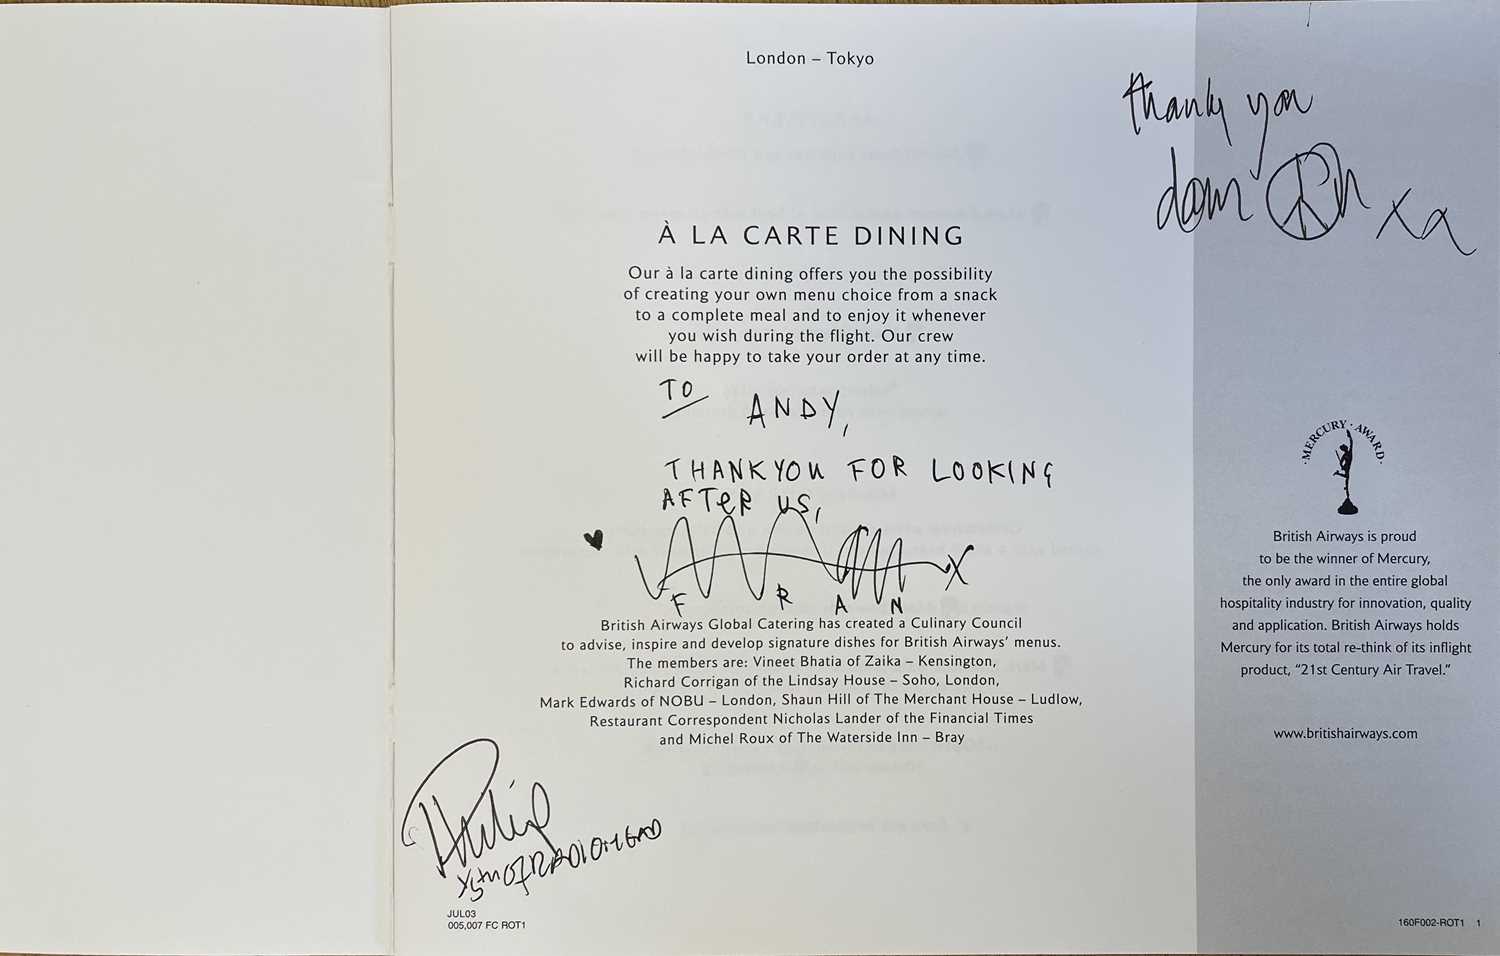 London – Tokyo
thank you
dom xx
À LA CARTE DINING
Our à la carte dining offers you the possibility
of creating your own menu choice from a snack
to a complete meal and to enjoy it whenever
you wish during the flight. Our crew
will be happy to take your order at any time.
TO
ANDY,
THANKYOU FOR LOOKING
AFTER US,
FRAN
X
British Airways Global Catering has created a Culinary Council
to advise, inspire and develop signature dishes for British Airways' menus.
The members are: Vineet Bhatia of Zaika – Kensington,
Richard Corrigan of the Lindsay House – Soho, London,
Mark Edwards of NOBU – London, Shaun Hill of The Merchant House – Ludlow,
Restaurant Correspondent Nicholas Lander of the Financial Times
and Michel Roux of The Waterside Inn – Bray
Philip
OF RADIOHEAD
JUL03
005,007 FC ROT1
·MERCURY·AWARD·
British Airways is proud
to be the winner of Mercury,
the only award in the entire global
hospitality industry for innovation, quality
and application. British Airways holds
Mercury for its total re-think of its inflight
product, “21st Century Air Travel.”
www.britishairways.com
160F002-ROT1 1